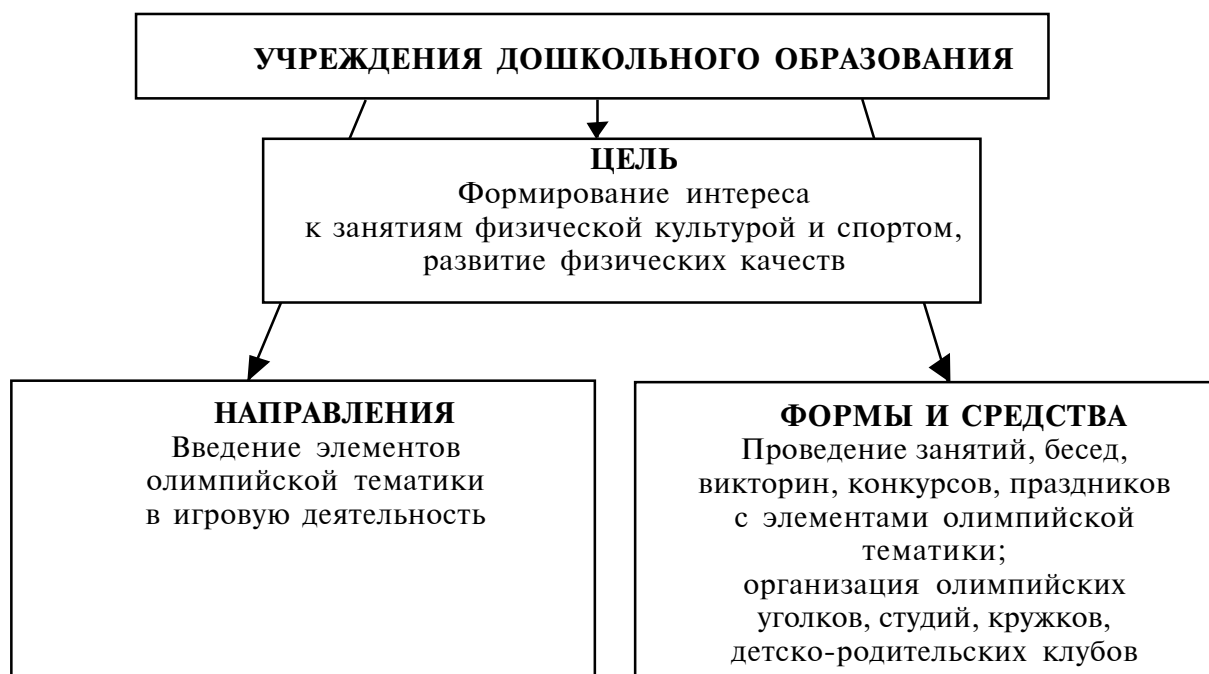 УЧРЕЖДЕНИЯ ДОШКОЛЬНОГО ОБРАЗОВАНИЯ
ЦЕЛЬ
Формирование интереса
к занятиям физической культурой и спортом,
развитие физических качеств
НАПРАВЛЕНИЯ
Введение элементов
олимпийской тематики
в игровую деятельность
ФОРМЫ И СРЕДСТВА
Проведение занятий, бесед,
викторин, конкурсов, праздников
с элементами олимпийской
тематики;
организация олимпийских
уголков, студий, кружков,
детско-родительских клубов